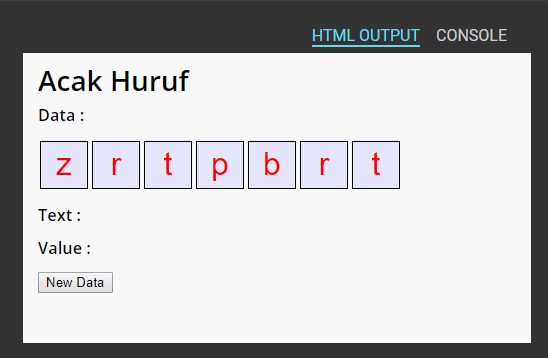 HTML OUTPUT CONSOLE
Acak Huruf
Data :
z r t p b r t
Text :
Value :
New Data